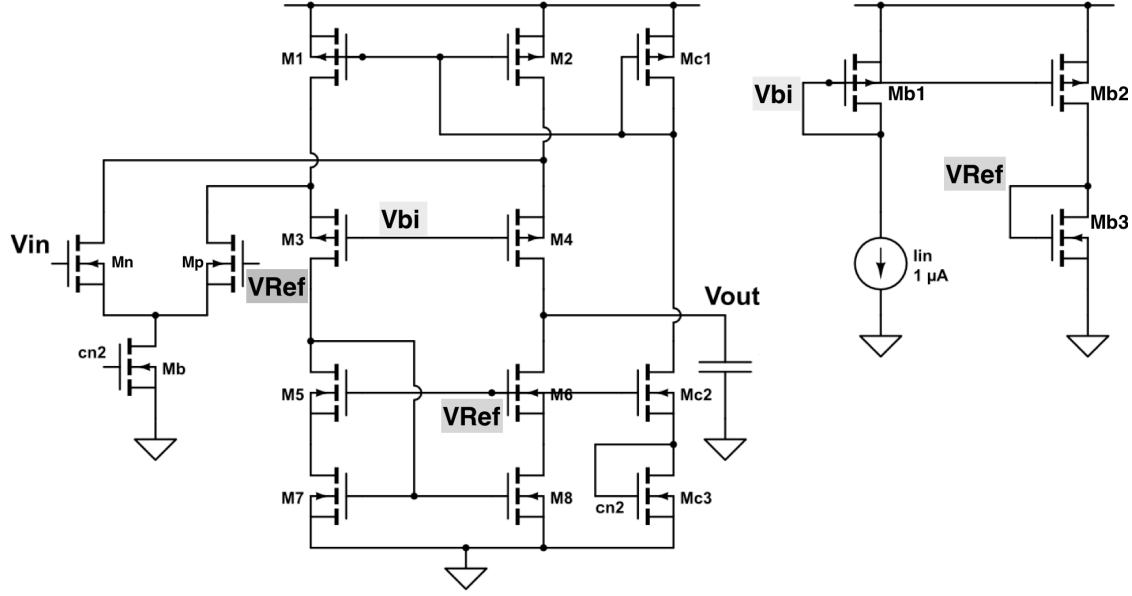 M1
M2
Mc1
Vbi
Mb1
Mb2
VRef
Mb3
Iin
1 µA
Vin
Mn
Mp
VRef
M3
Vbi
M4
cn2
Mb
Vout
M5
VRef
M6
Mc2
M7
M8
cn2
Mc3